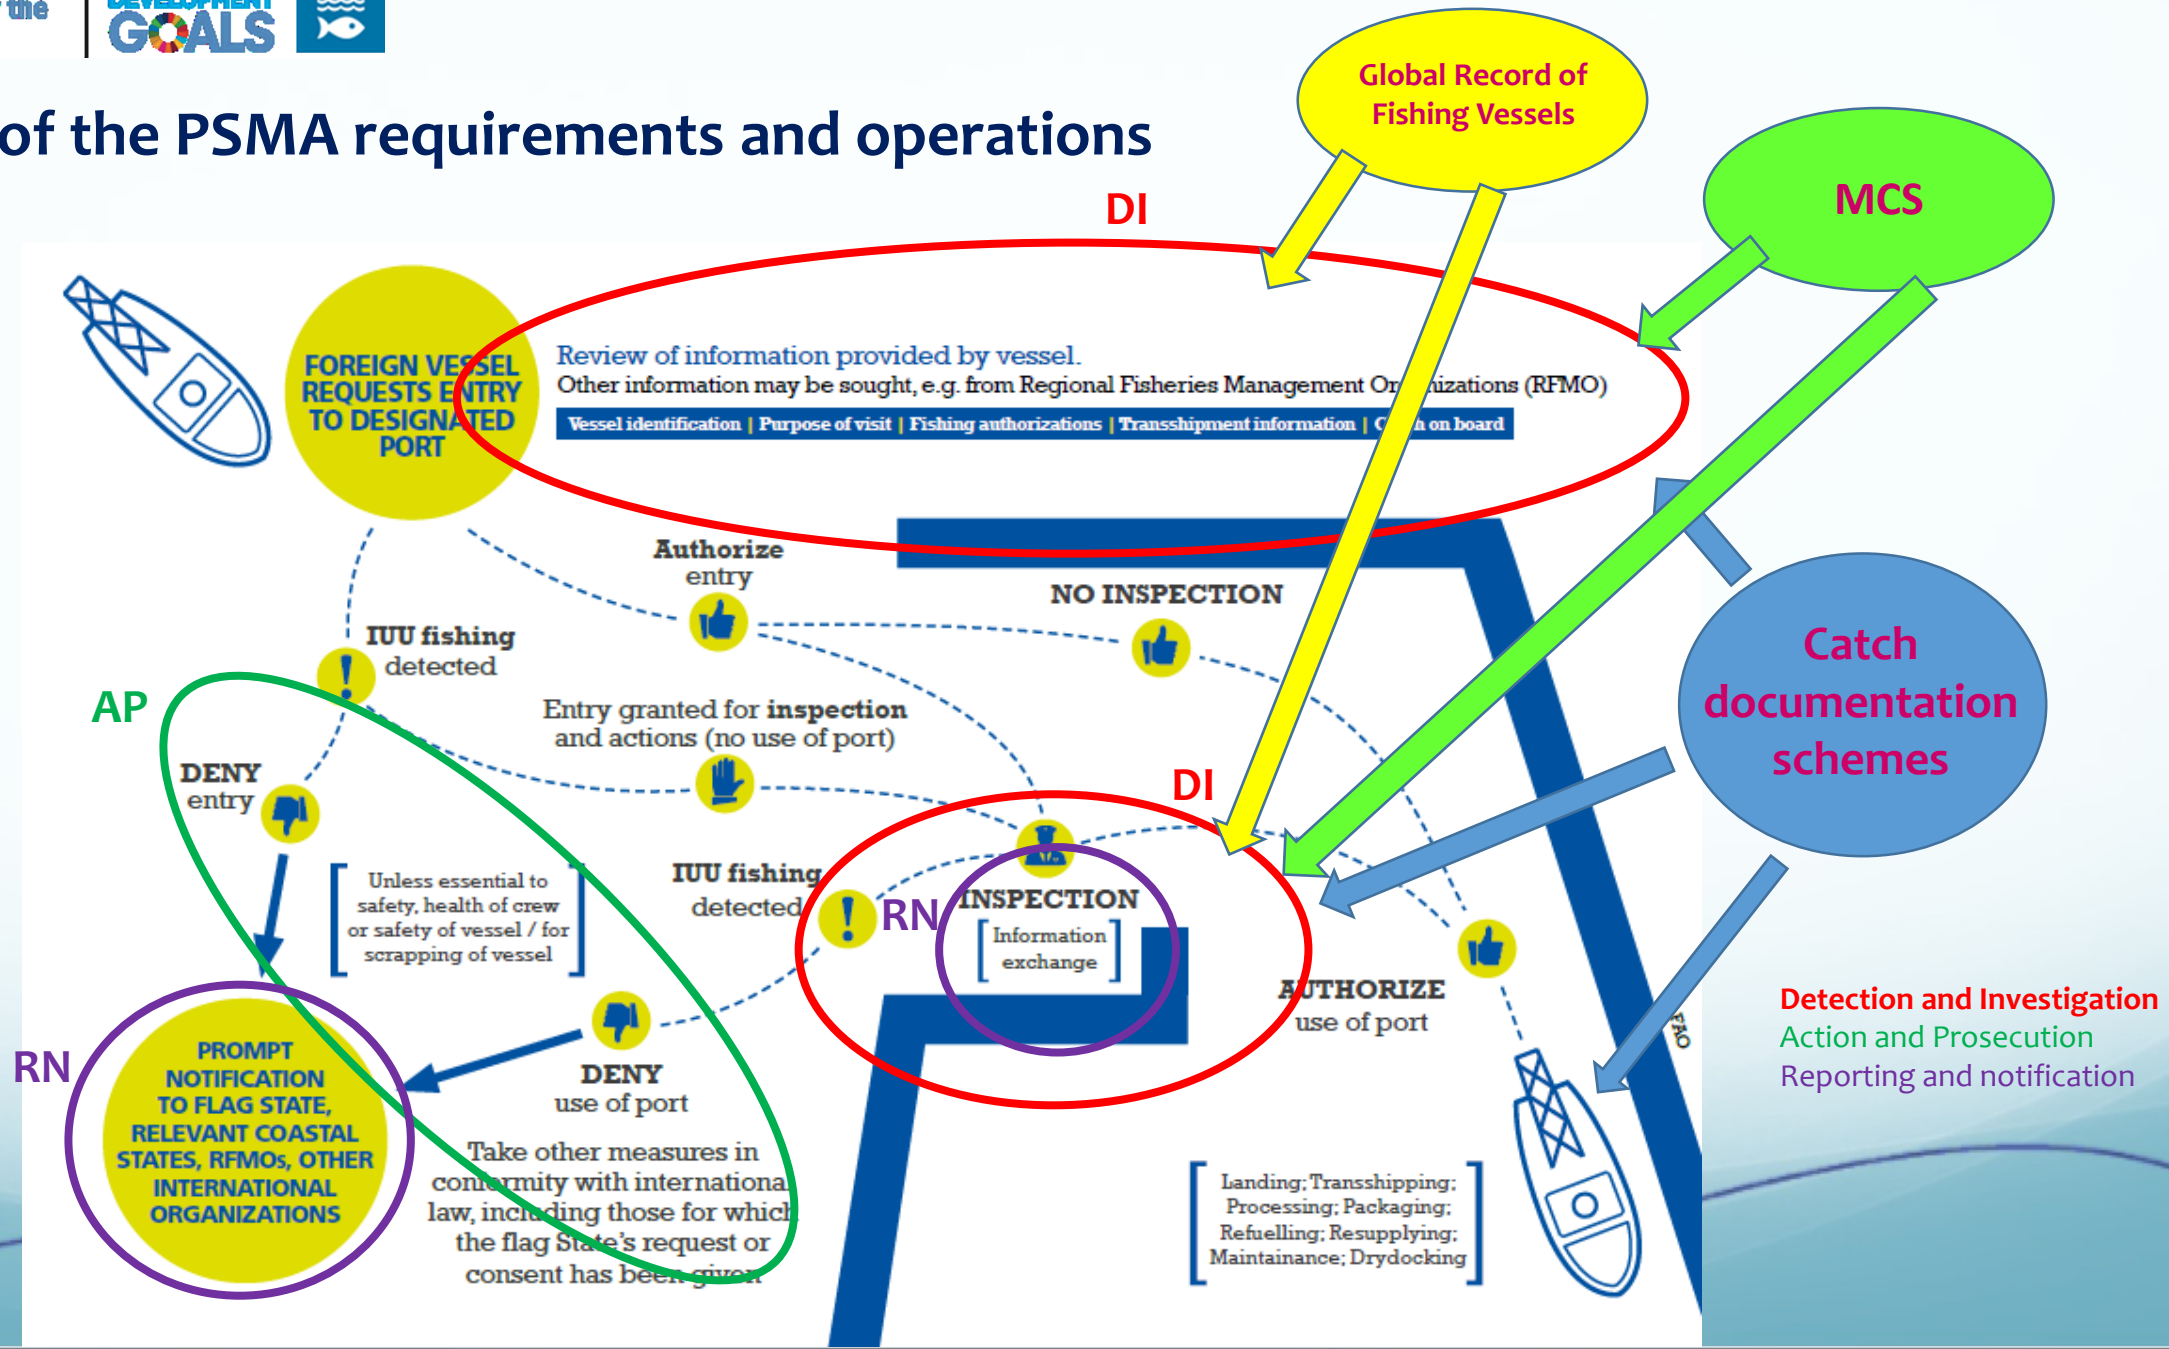 the
DEVELOPMENT
GOALS
of the PSMA requirements and operations
Global Record of
Fishing Vessels
MCS
DI
FOREIGN VESSEL
REQUESTS ENTRY
TO DESIGNATED
PORT
Review of information provided by vessel.
Other information may be sought, e.g. from Regional Fisheries Management Organizations (RFMO)
Vessel identification | Purpose of visit | Fishing authorizations | Transshipment information | Catch on board
Authorize
entry
NO INSPECTION
IUU fishing
detected
Catch
documentation
schemes
AP
Entry granted for inspection
and actions (no use of port)
DENY
entry
DI
Unless essential to
safety, health of crew
or safety of vessel / for
scrapping of vessel
IUU fishing
detected
RN
INSPECTION
Information
exchange
AUTHORIZE
use of port
FAO
Detection and Investigation
Action and Prosecution
Reporting and notification
RN
PROMPT
NOTIFICATION
TO FLAG STATE,
RELEVANT COASTAL
STATES, RFMOs, OTHER
INTERNATIONAL
ORGANIZATIONS
DENY
use of port
Take other measures in
conformity with international
law, including those for which
the flag State's request or
consent has been given
Landing; Transshipping;
Processing; Packaging;
Refuelling; Resupplying;
Maintainance; Drydocking